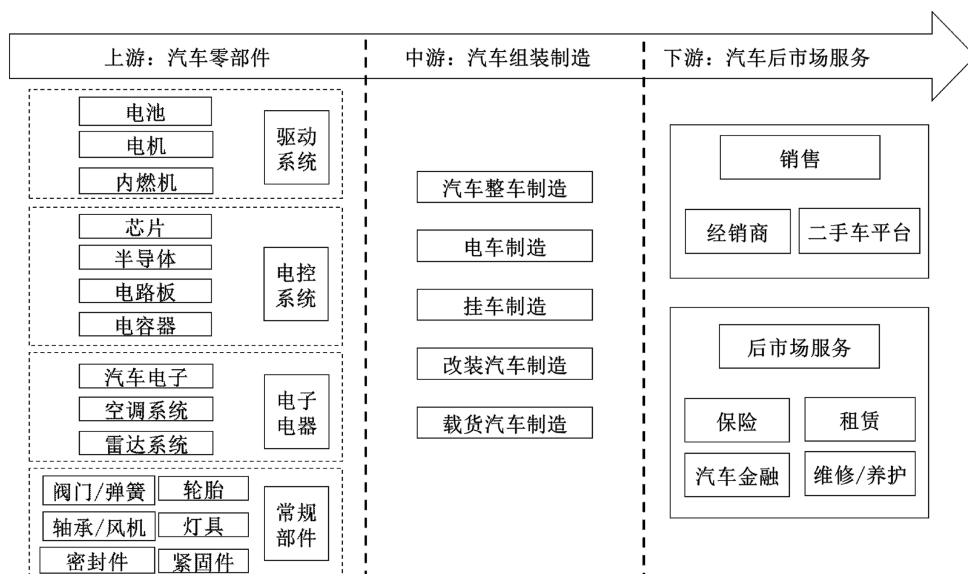 上游：汽车零部件
中游：汽车组装制造
下游：汽车后市场服务
电池
电机
内燃机
驱动
系统
芯片
半导体
电路板
电容器
电控
系统
汽车电子
空调系统
雷达系统
电子
电器
阀门/弹簧
轮胎
轴承/风机
灯具
密封件
紧固件
常规
部件
汽车整车制造
电车制造
挂车制造
改装汽车制造
载货汽车制造
销售
经销商
二手车平台
后市场服务
保险
租赁
汽车金融
维修/养护